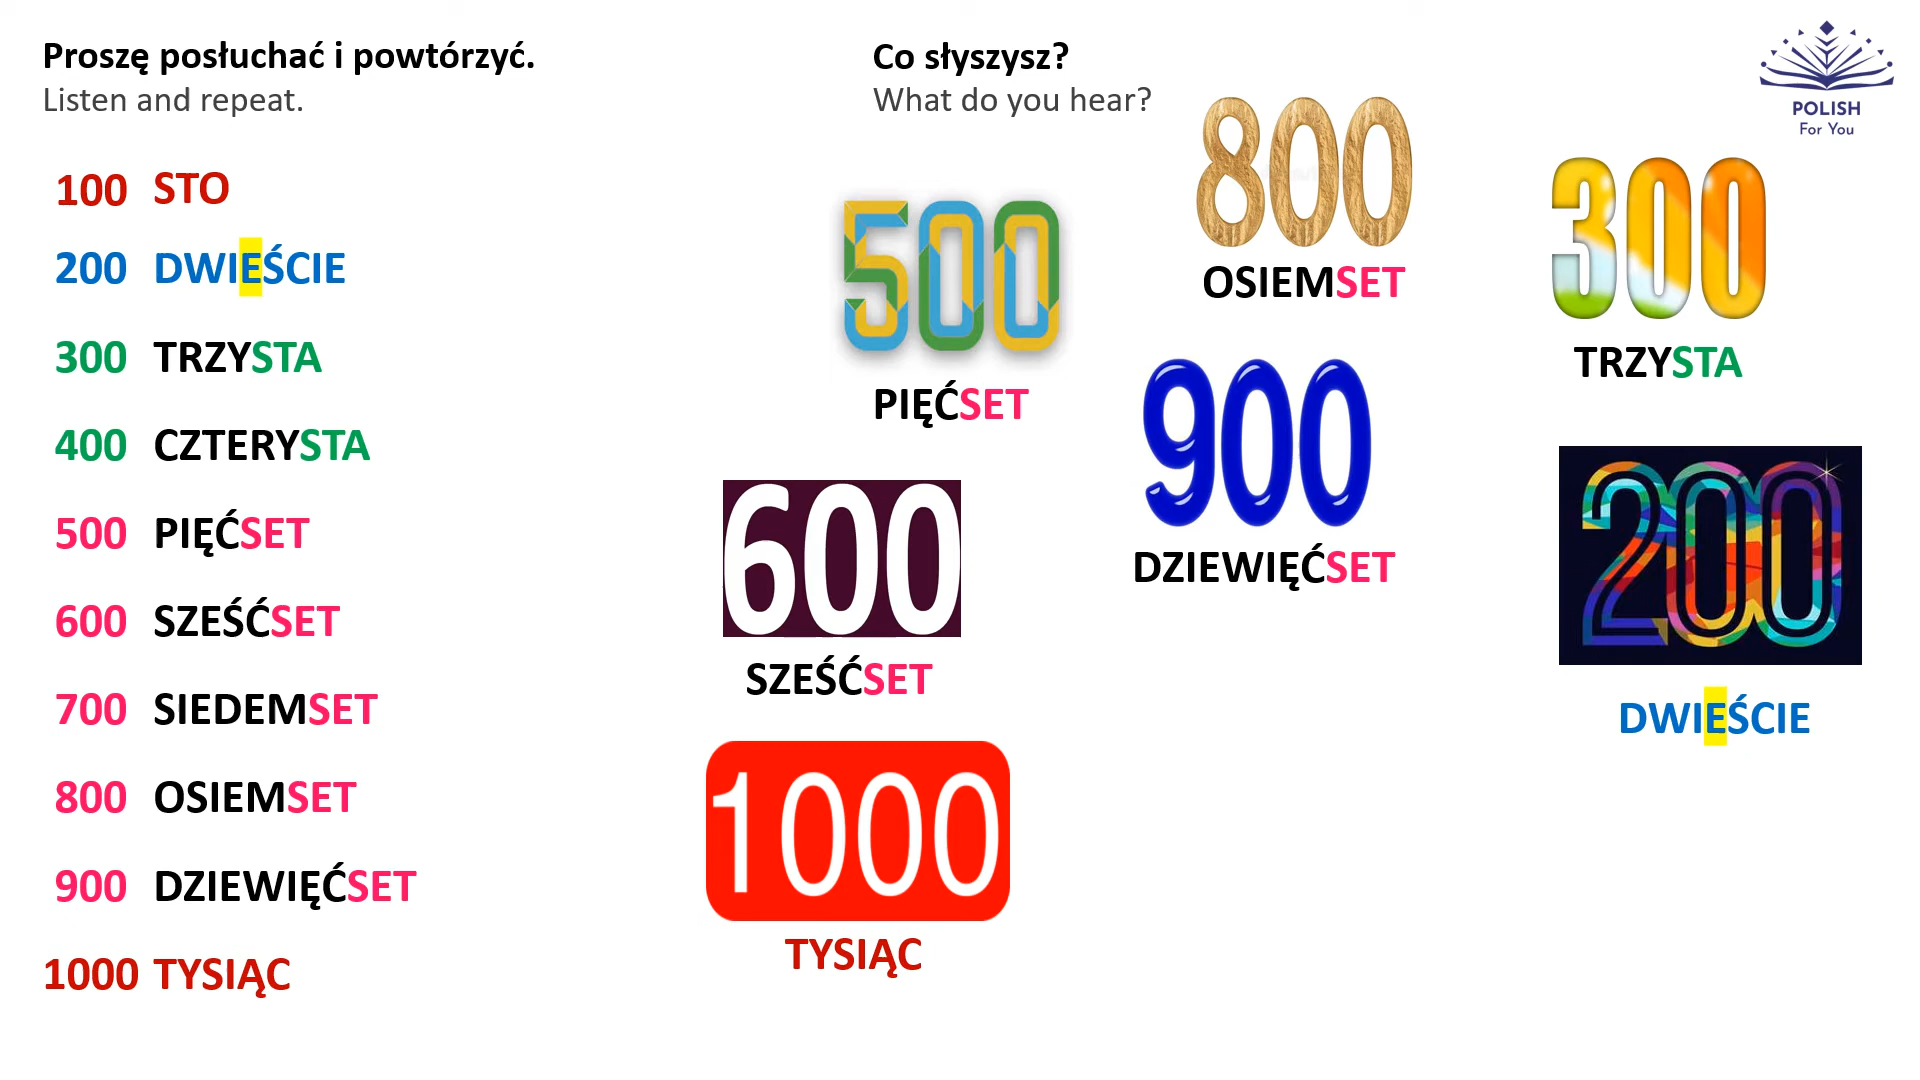 Proszę posłuchać i powtórzyć.
Listen and repeat.
100 STO
200 DWIEŚCIE
300 TRZYSTA
400 CZTERYSTA
500 PIĘĆSET
600 SZEŚĆSET
700 SIEDEMSET
800 OSIEMSET
900 DZIEWIĘĆSET
1000 TYSIĄC
Co słyszysz?
What do you hear?
800
OSIEMSET
500
PIĘĆSET
900
DZIEWIĘĆSET
600
SZEŚĆSET
1000
TYSIĄC
POLISH
For You
300
TRZYSTA
200
DWIEŚCIE